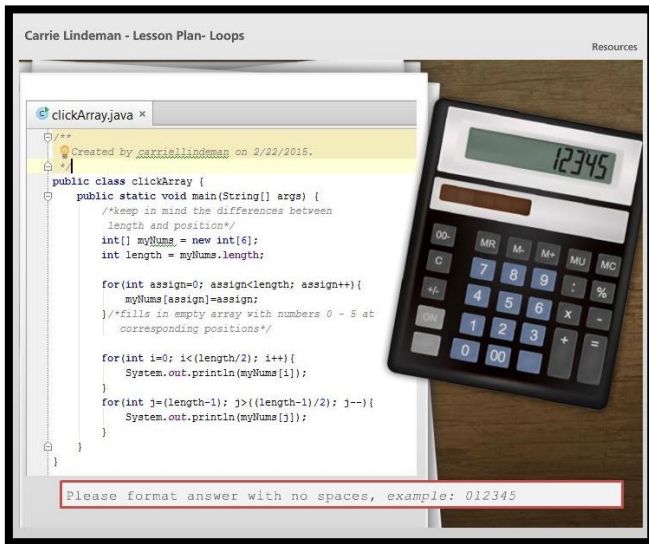 Carrie Lindeman - Lesson Plan- Loops
Resources
clickArray.java ×
/**
Created by carriellindeman on 2/22/2015.
*/
public class clickArray {
public static void main(String[] args) {
/*keep in mind the differences between
length and position*/
int[] myNums = new int[6];
int length = myNums.length;
for(int assign=0; assign<length; assign++){
myNums[assign]=assign;
}/*fills in empty array with numbers 0 - 5 at
corresponding positions*/
for(int i=0; i<(length/2); i++){
System.out.println(myNums[i]);
}
for(int j=(length-1); j>((length-1)/2); j--){
System.out.println(myNums[j]);
}
}
}
12345
00- MR M- M+ MU MC
C 7 8 9 : %
+/- 4 5 6 x -
ON 1 2 3 + =
0 00 .
Please format answer with no spaces, example: 012345